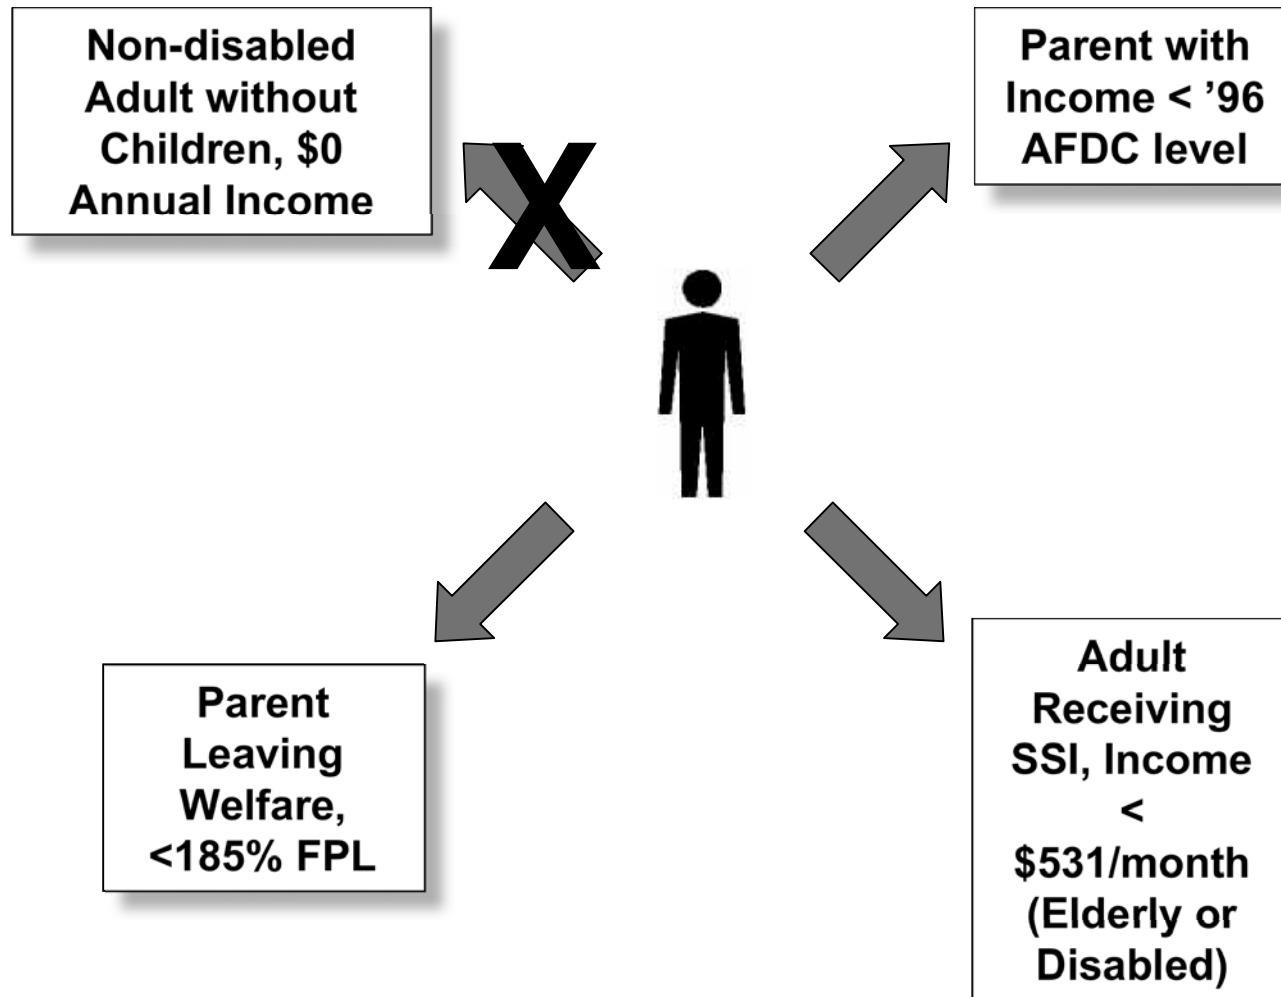 Non-disabled
Adult without
Children, $0
Annual Income
X
Parent with
Income < ’96
AFDC level
Parent
Leaving
Welfare,
<185% FPL
Adult
Receiving
SSI, Income
<
$531/month
(Elderly or
Disabled)